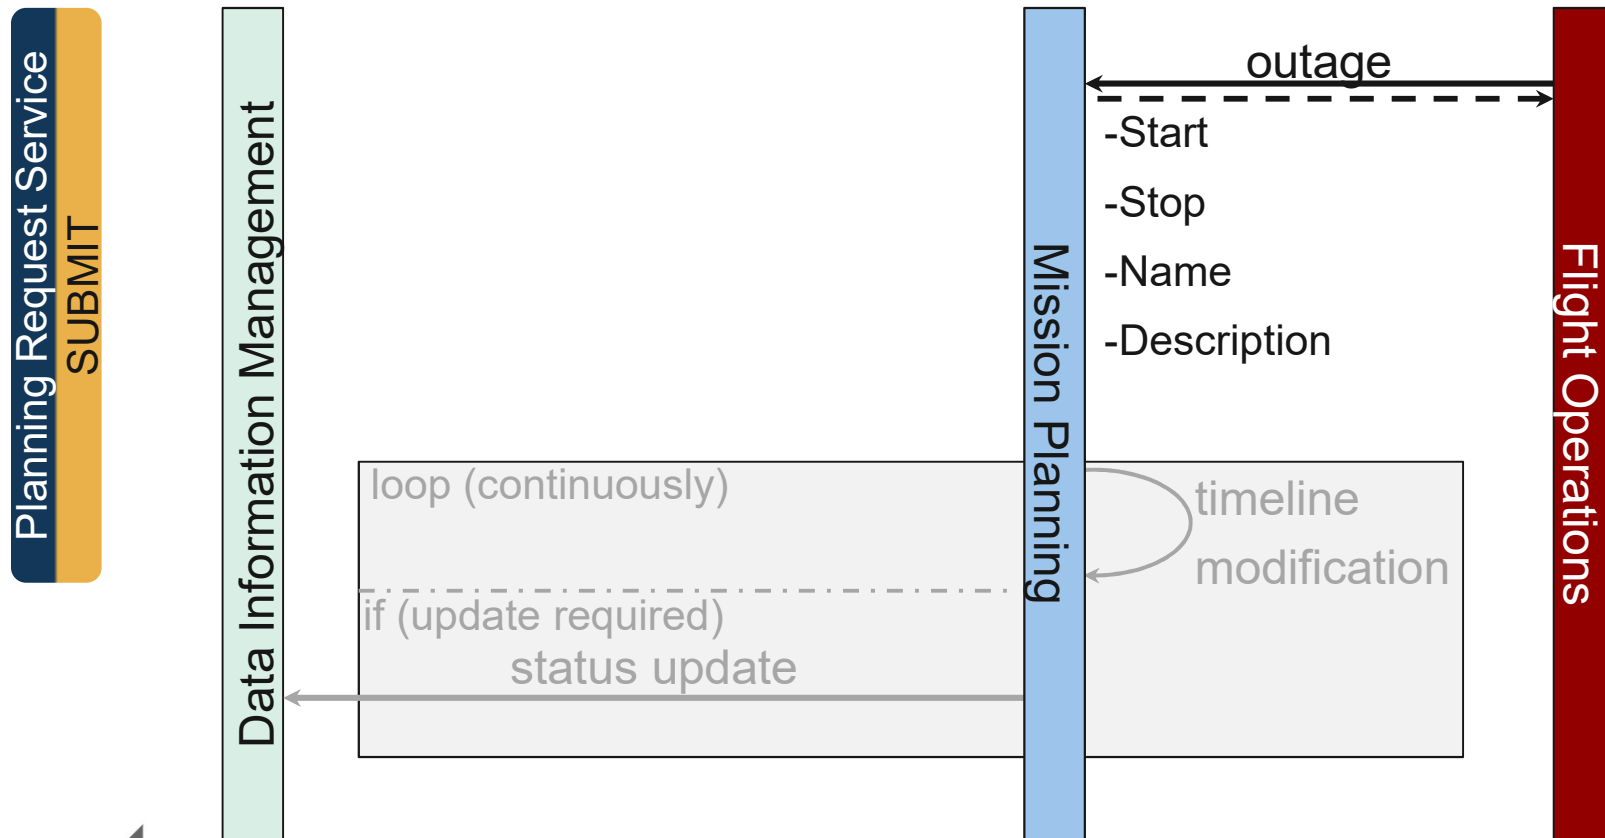 Planning Request Service
SUBMIT
Data Information Management
Mission Planning
Flight Operations
outage
-Start
-Stop
-Name
-Description
loop (continuously)
timeline
modification
if (update required)
status update